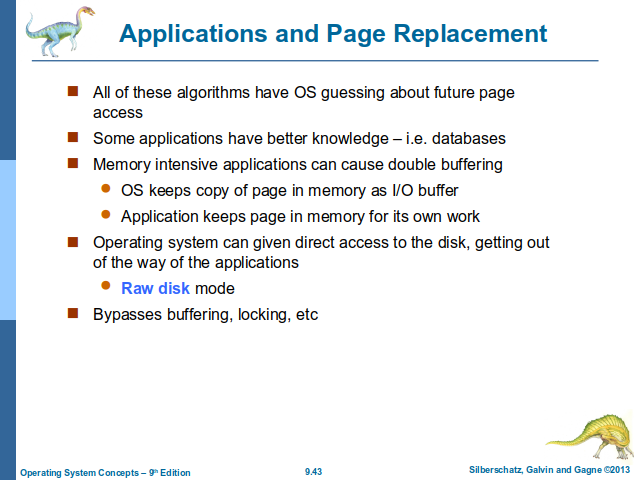 Applications and Page Replacement
All of these algorithms have OS guessing about future page
access
Some applications have better knowledge – i.e. databases
Memory intensive applications can cause double buffering
OS keeps copy of page in memory as I/O buffer
Application keeps page in memory for its own work
Operating system can given direct access to the disk, getting out
of the way of the applications
Raw disk mode
Bypasses buffering, locking, etc
Operating System Concepts – 9th Edition
9.43
Silberschatz, Galvin and Gagne ©2013